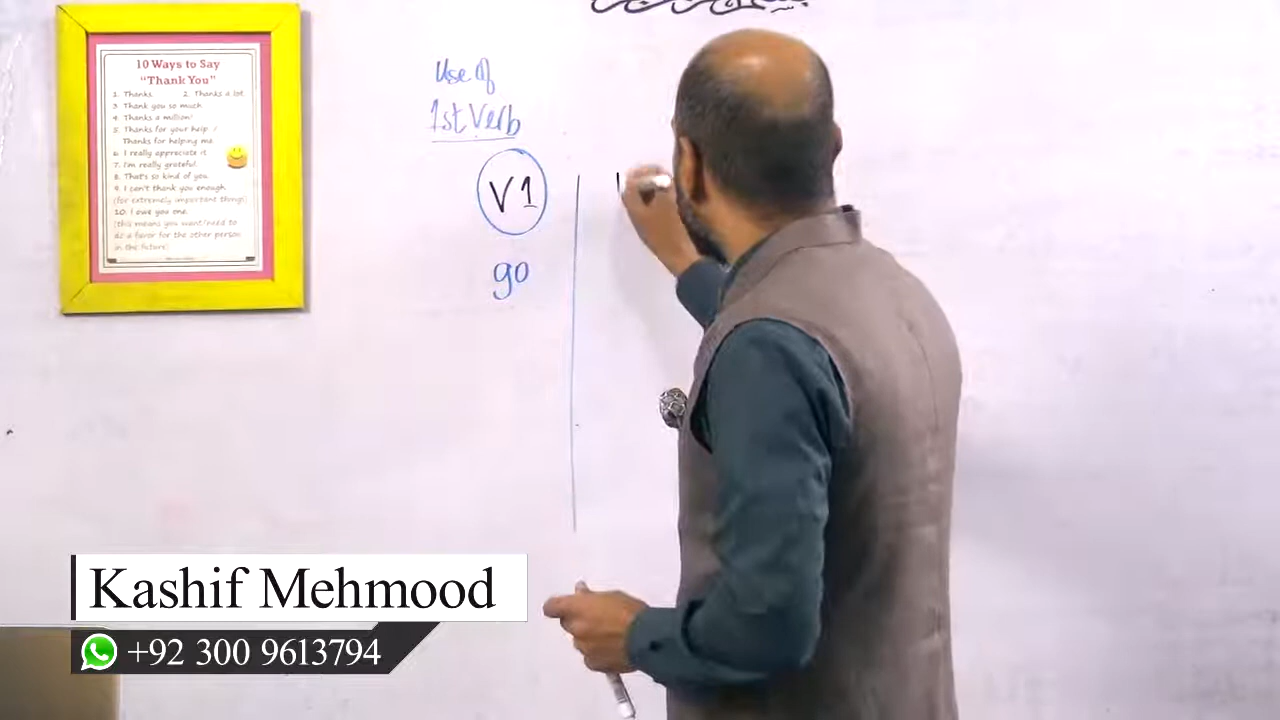 10 Ways to Say
"Thank You"
1. Thanks 2. Thanks a lot
3. Thank you so much
4. Thanks a million!
5. Thanks for your help /
Thanks for helping me
6. I really appreciate it
7. I'm really grateful.
8. That's so kind of you.
9. I can't thank you enough.
(for extremely important things)
10. I owe you one.
(this means you want/need to
do a favor for the other person
in the future)
Use of
1st Verb
V1
go
Kashif Mehmood
+92 300 9613794